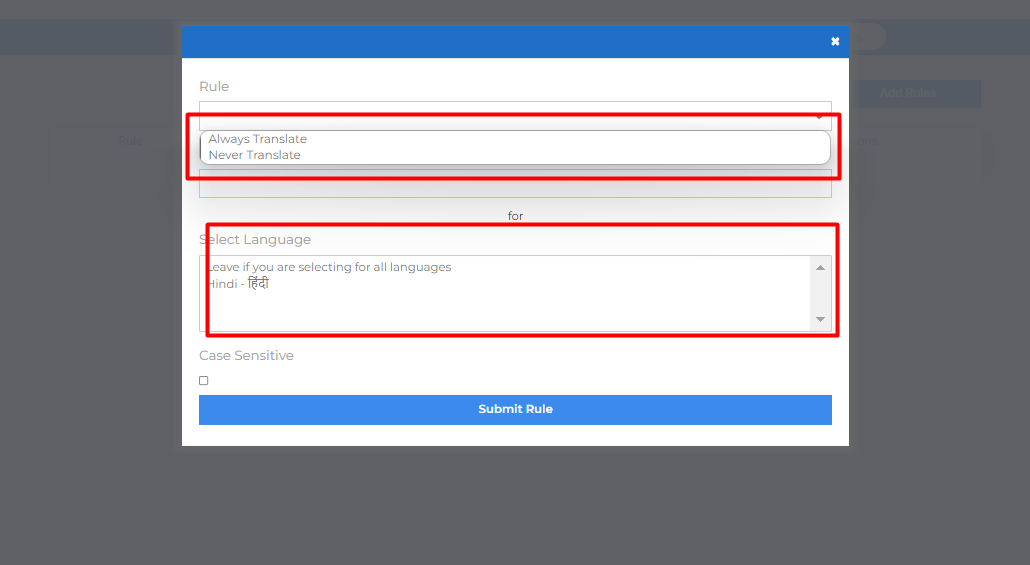 Add Rules
Rule
Rule
Always Translate
Never Translate
for
Select Language
Leave if you are selecting for all languages
Hindi - हिंदी
Case Sensitive
Submit Rule